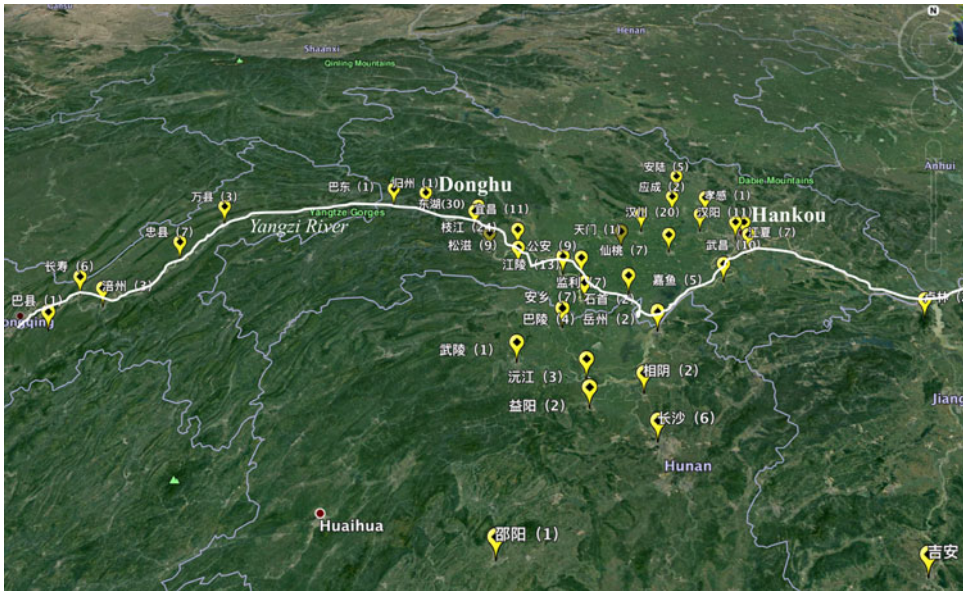 Gansu
N
Shaanxi
Henan
Qinling Mountains
Anhui
安陆（5）
Dabie Mountains
巴东（1）
归州（1）
Donghu
应成（2）
孝感（1）
万县（3）
东湖(30)
宜昌（11）
汉川（20）
汉阳（11）
Hankou
Yangtze Gorges
Yangzi River
枝江（24）
天门（1）
江夏（7）
忠县（7）
松滋（9）
公安（9）
仙桃（7）
武昌（10）
长寿（6）
江陵（13）
嘉鱼（5）
涪州（3）
监利（7）
巴县（1）
安乡（7）
石首（2）
巴陵（4）
岳州（2）
ongqing
武陵（1）
沅江（3）
相阴（2）
益阳（2）
Jiang
长沙（6）
Hunan
Huaihua
邵阳（1）
吉安